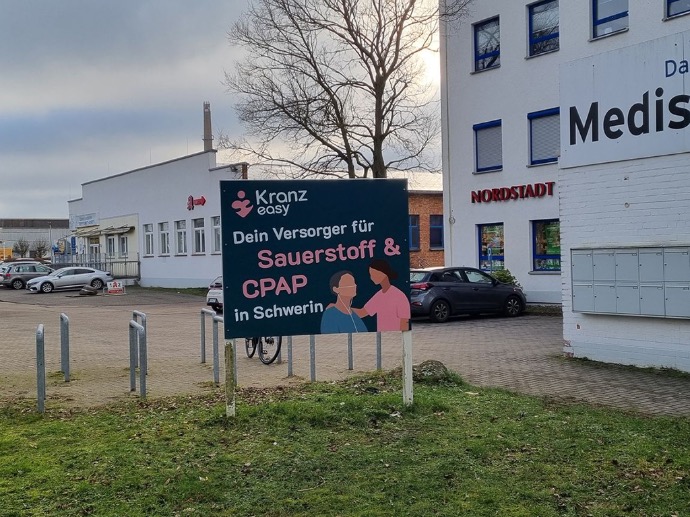 Kranz
easy
Dein Versorger für
Sauerstoff &
CPAP
in Schwerin
NORDSTADT
Da
Medis